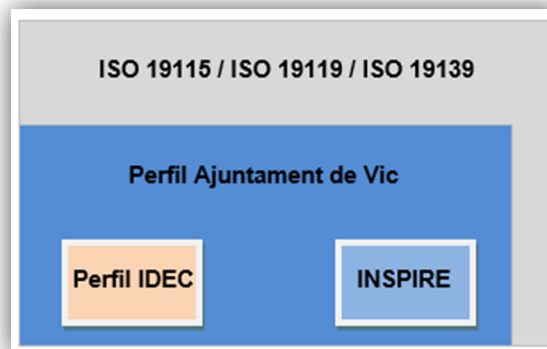 ISO 19115 / ISO 19119 / ISO 19139
Perfil Ajuntament de Vic
Perfil IDEC
INSPIRE